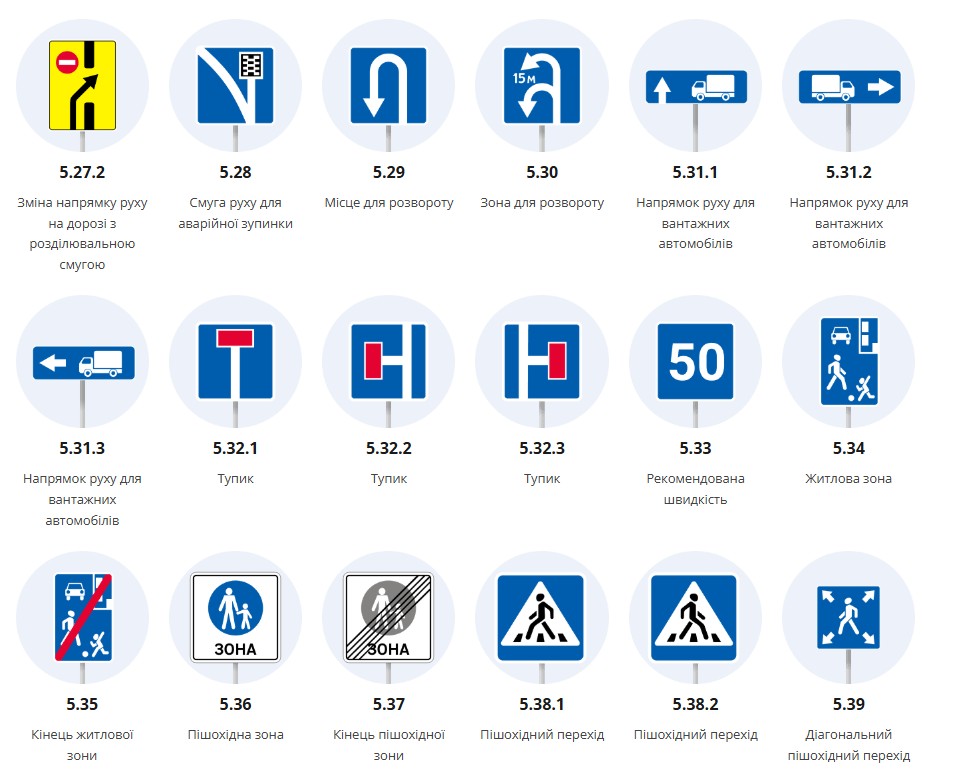 15м
5.27.2
5.28
5.29
5.30
5.31.1
5.31.2
Зміна напрямку руху
на дорозі з
розділювальною
смугою
Смуга руху для
аварійної зупинки
Місце для розвороту
Зона для розвороту
Напрямок руху для
вантажних
автомобілів
Напрямок руху для
вантажних
автомобілів
50
5.31.3
5.32.1
5.32.2
5.32.3
5.33
5.34
Напрямок руху для
вантажних
автомобілів
Тупик
Тупик
Тупик
Рекомендована
швидкість
Житлова зона
ЗОНА
ЗОНА
5.35
5.36
5.37
5.38.1
5.38.2
5.39
Кінець житлової
зони
Пішохідна зона
Кінець пішохідної
зони
Пішохідний перехід
Пішохідний перехід
Діагональний
пішохідний перехід